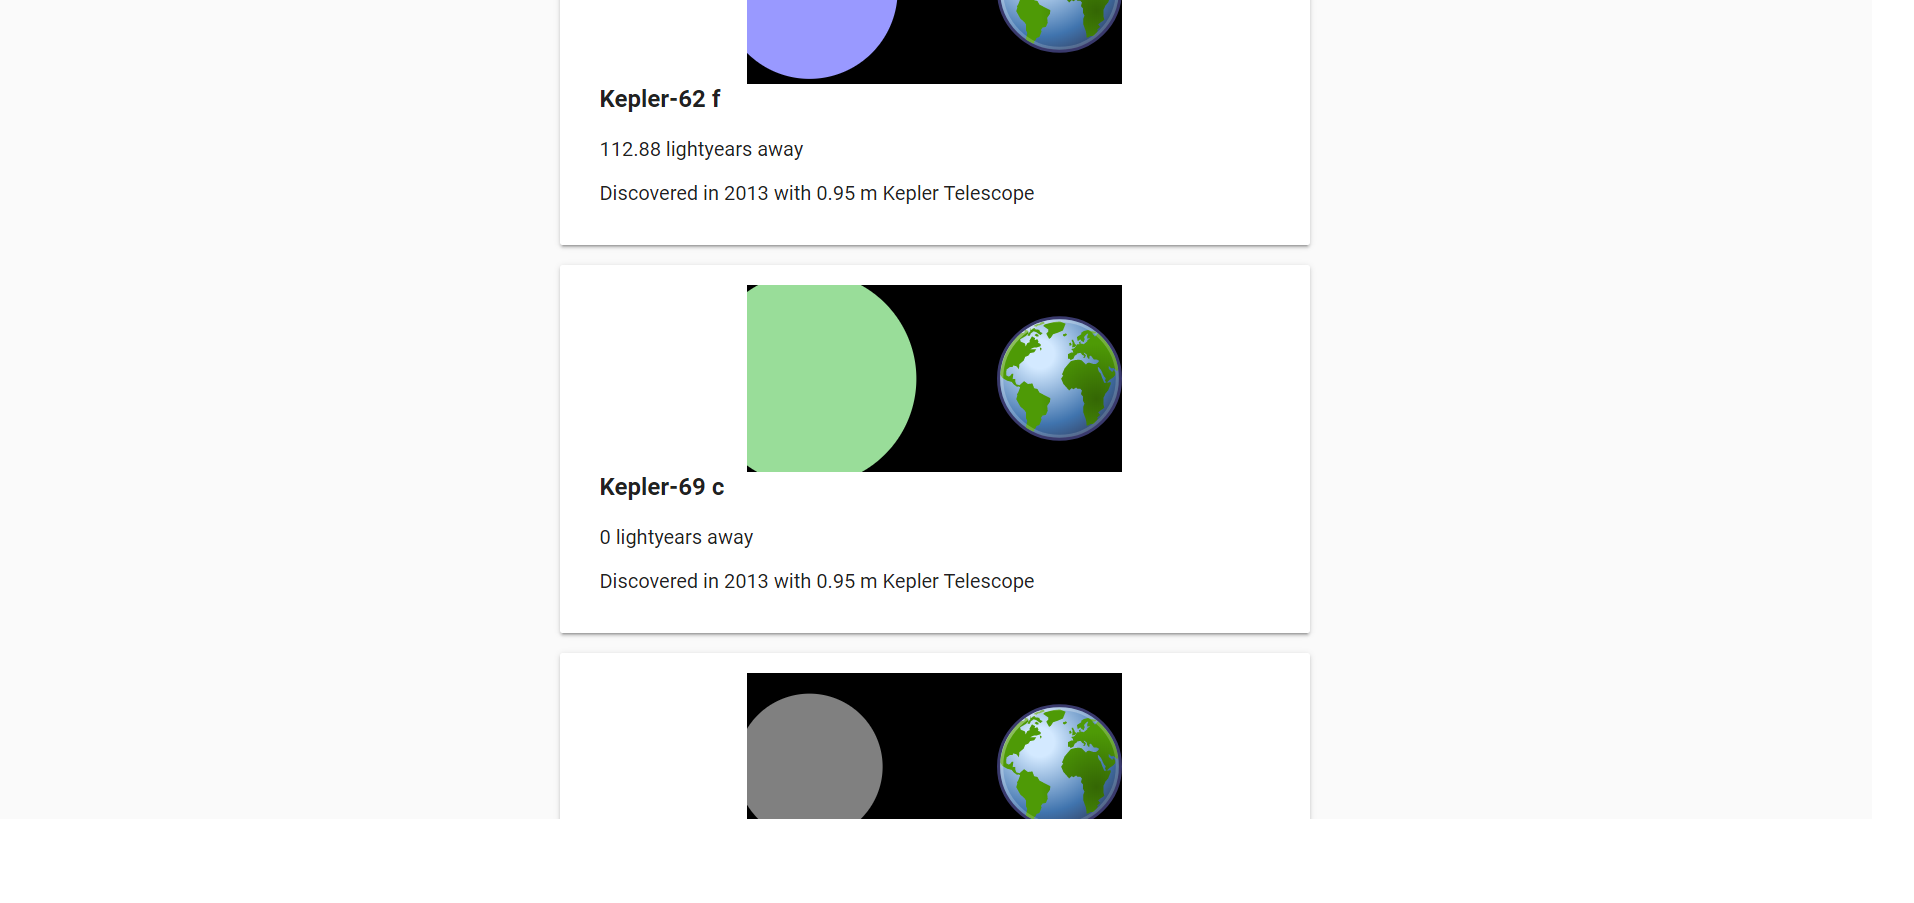 Kepler-62 f
112.88 lightyears away
Discovered in 2013 with 0.95 m Kepler Telescope
Kepler-69 c
0 lightyears away
Discovered in 2013 with 0.95 m Kepler Telescope